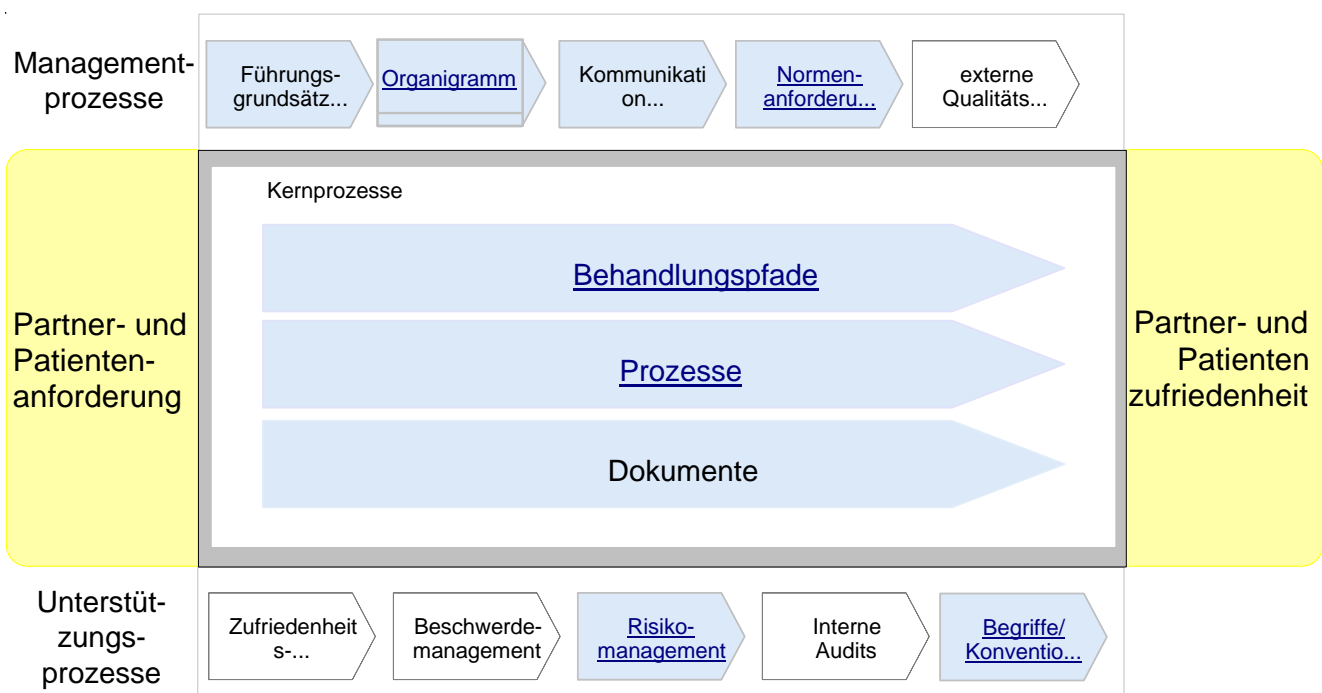 Management-
prozesse
Führungs-
grundsätz...
Organigramm
Kommunikati
on...
Normen-
anforderu...
externe
Qualitäts...
Partner- und
Patienten-
anforderung
Kernprozesse
Behandlungspfade
Prozesse
Dokumente
Partner- und
Patienten
zufriedenheit
Unterstüt-
zungs-
prozesse
Zufriedenheit
s-...
Beschwerde-
management
Risiko-
management
Interne
Audits
Begriffe/
Konventio...